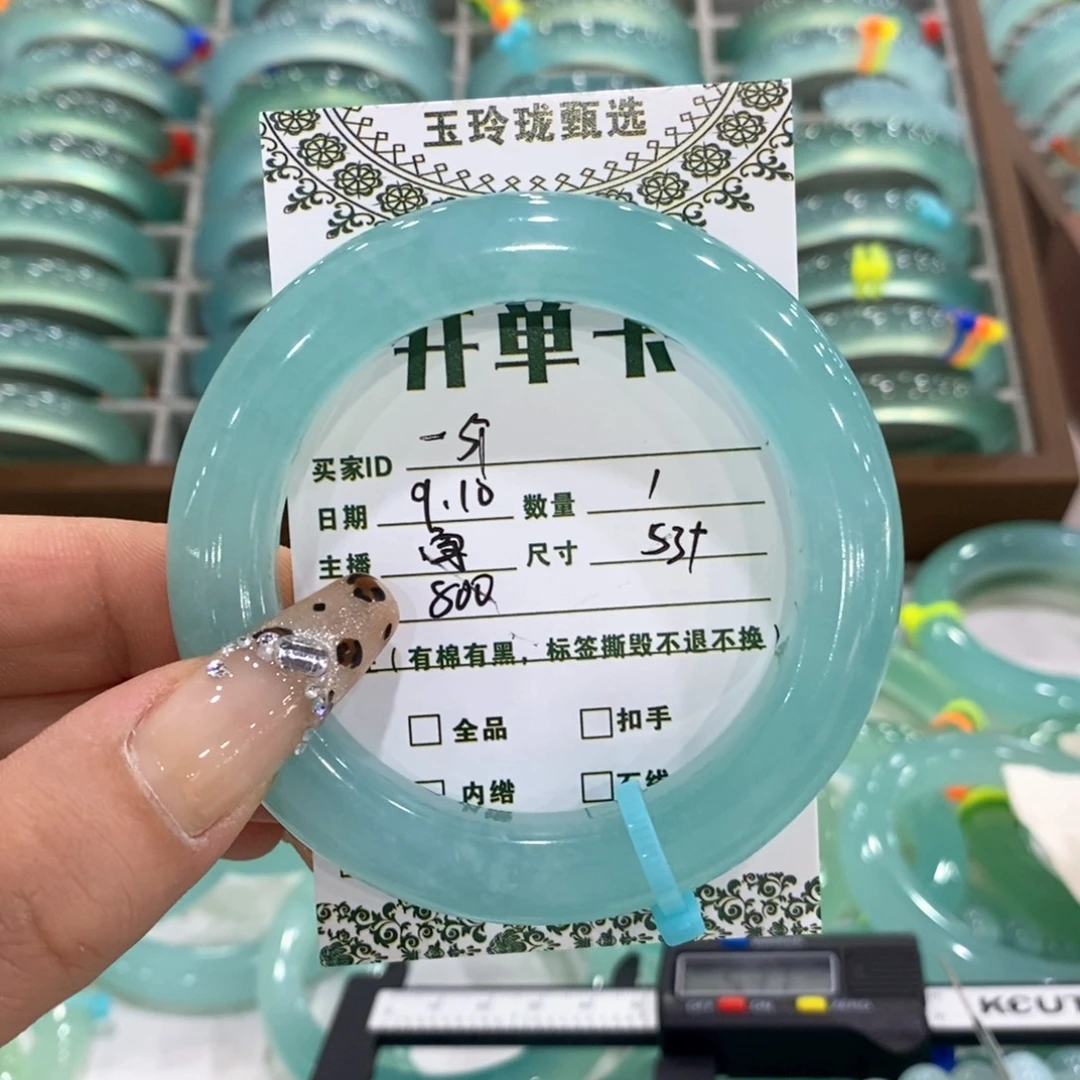 玉玲珑甄选
开单卡
买家ID
日期 9.10 数量 1
主播 尺寸 53+
800
(有棉有黑，标签撕毁不退不换)
全品 扣手
内绺 石线
KCUT